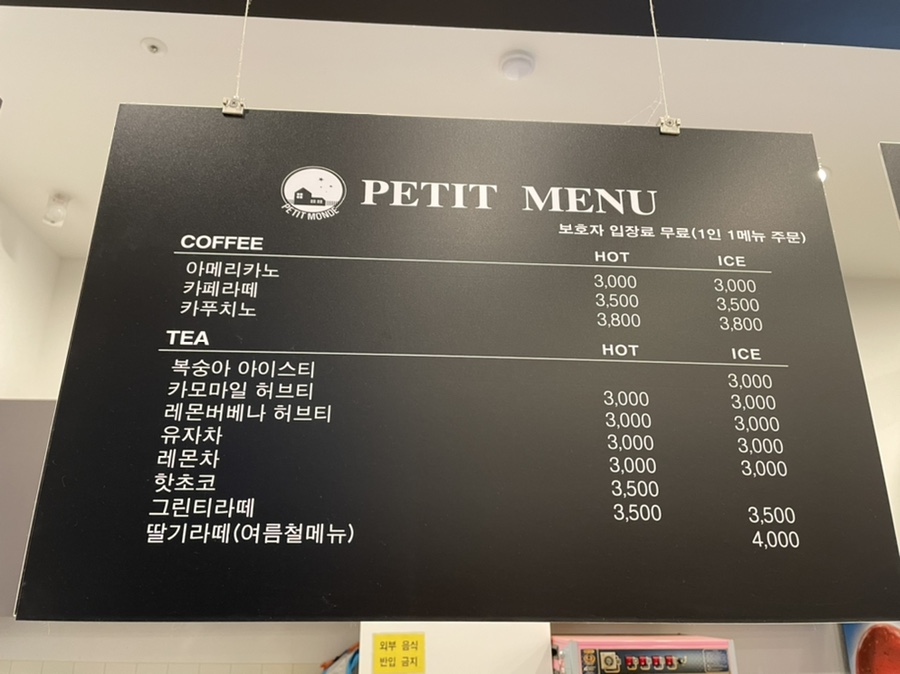 PETIT MONDE
PETIT MENU
보호자 입장료 무료(1인 1메뉴 주문)
COFFEE HOT ICE
아메리카노 3,000 3,000
카페라떼 3,500 3,500
카푸치노 3,800 3,800
TEA HOT ICE
복숭아 아이스티 3,000
카모마일 허브티 3,000 3,000
레몬버베나 허브티 3,000 3,000
유자차 3,000 3,000
레몬차 3,000 3,000
핫초코 3,500
그린티라떼 3,500 3,500
딸기라떼(여름철메뉴) 4,000
외부 음식
반입 금지